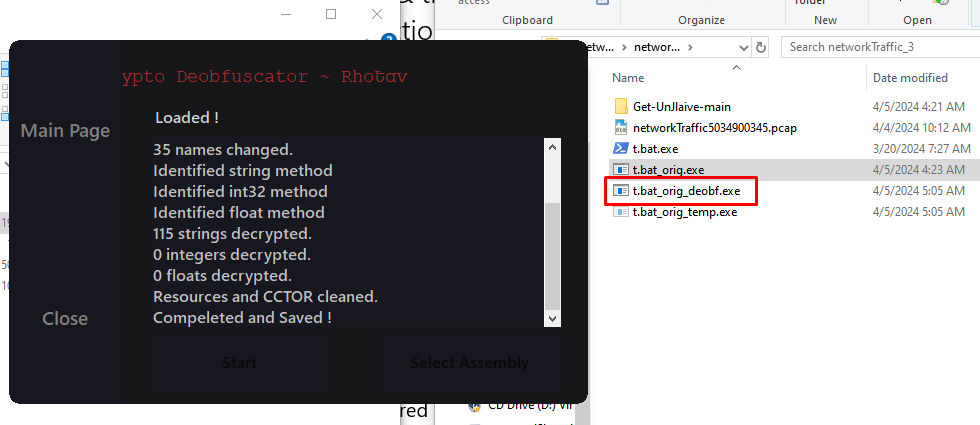 assembly
folder
Clipboard
Organize
New
tio
netw...
networ...
Search networkTraffic_3
ypto Deobfuscator ~ Rhotav
Name
Date modified
Loaded !
Get-UnJlaive-main
4/5/2024 4:21 AM
Main Page
networkTraffic5034900345.pcap
4/4/2024 10:12 AM
35 names changed.
t.bat.exe
3/20/2024 7:27 AM
Identified string method
t.bat_orig.exe
4/5/2024 4:23 AM
Identified int32 method
t.bat_orig_deobf.exe
4/5/2024 5:05 AM
Identified float method
t.bat_orig_temp.exe
4/5/2024 5:05 AM
115 strings decrypted.
0 integers decrypted.
0 floats decrypted.
Resources and CCTOR cleaned.
Close
Compeleted and Saved !
Start
Select Assembly
CD Drive (D:) Vir
red